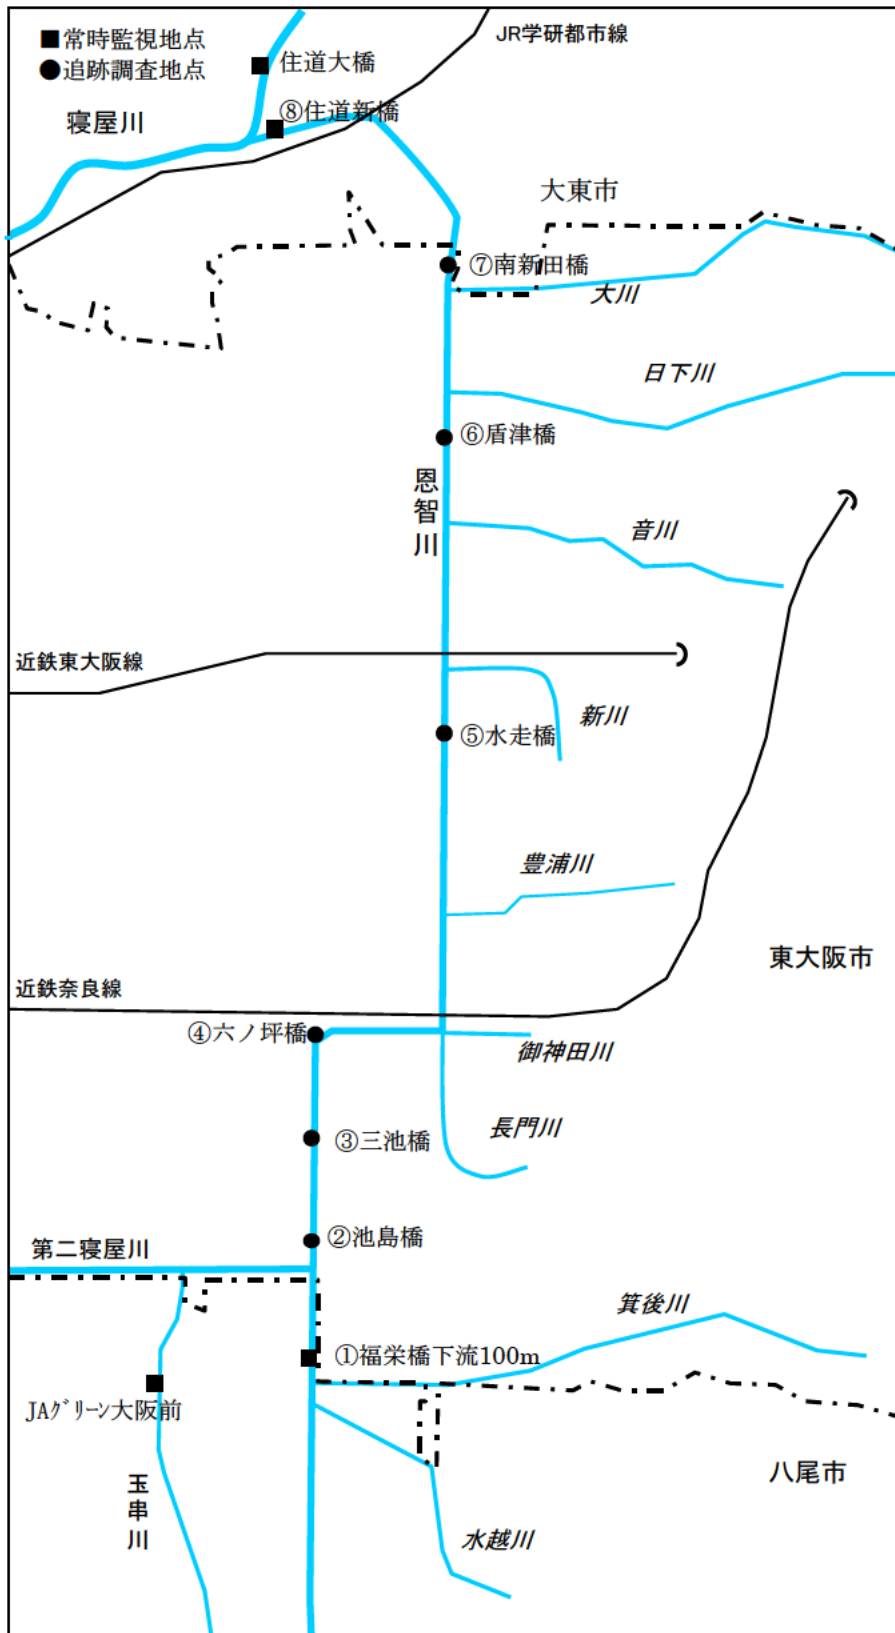 ■常時監視地点
●追跡調査地点
JR学研都市線
住道大橋
⑧住道新橋
寝屋川
大東市
⑦南新田橋
大川
日下川
⑥盾津橋
恩智川
音川
近鉄東大阪線
新川
⑤水走橋
豊浦川
東大阪市
近鉄奈良線
④六ノ坪橋
御神田川
長門川
③三池橋
②池島橋
第二寝屋川
箕後川
①福栄橋下流100m
JAグリーン大阪前
八尾市
玉串川
水越川